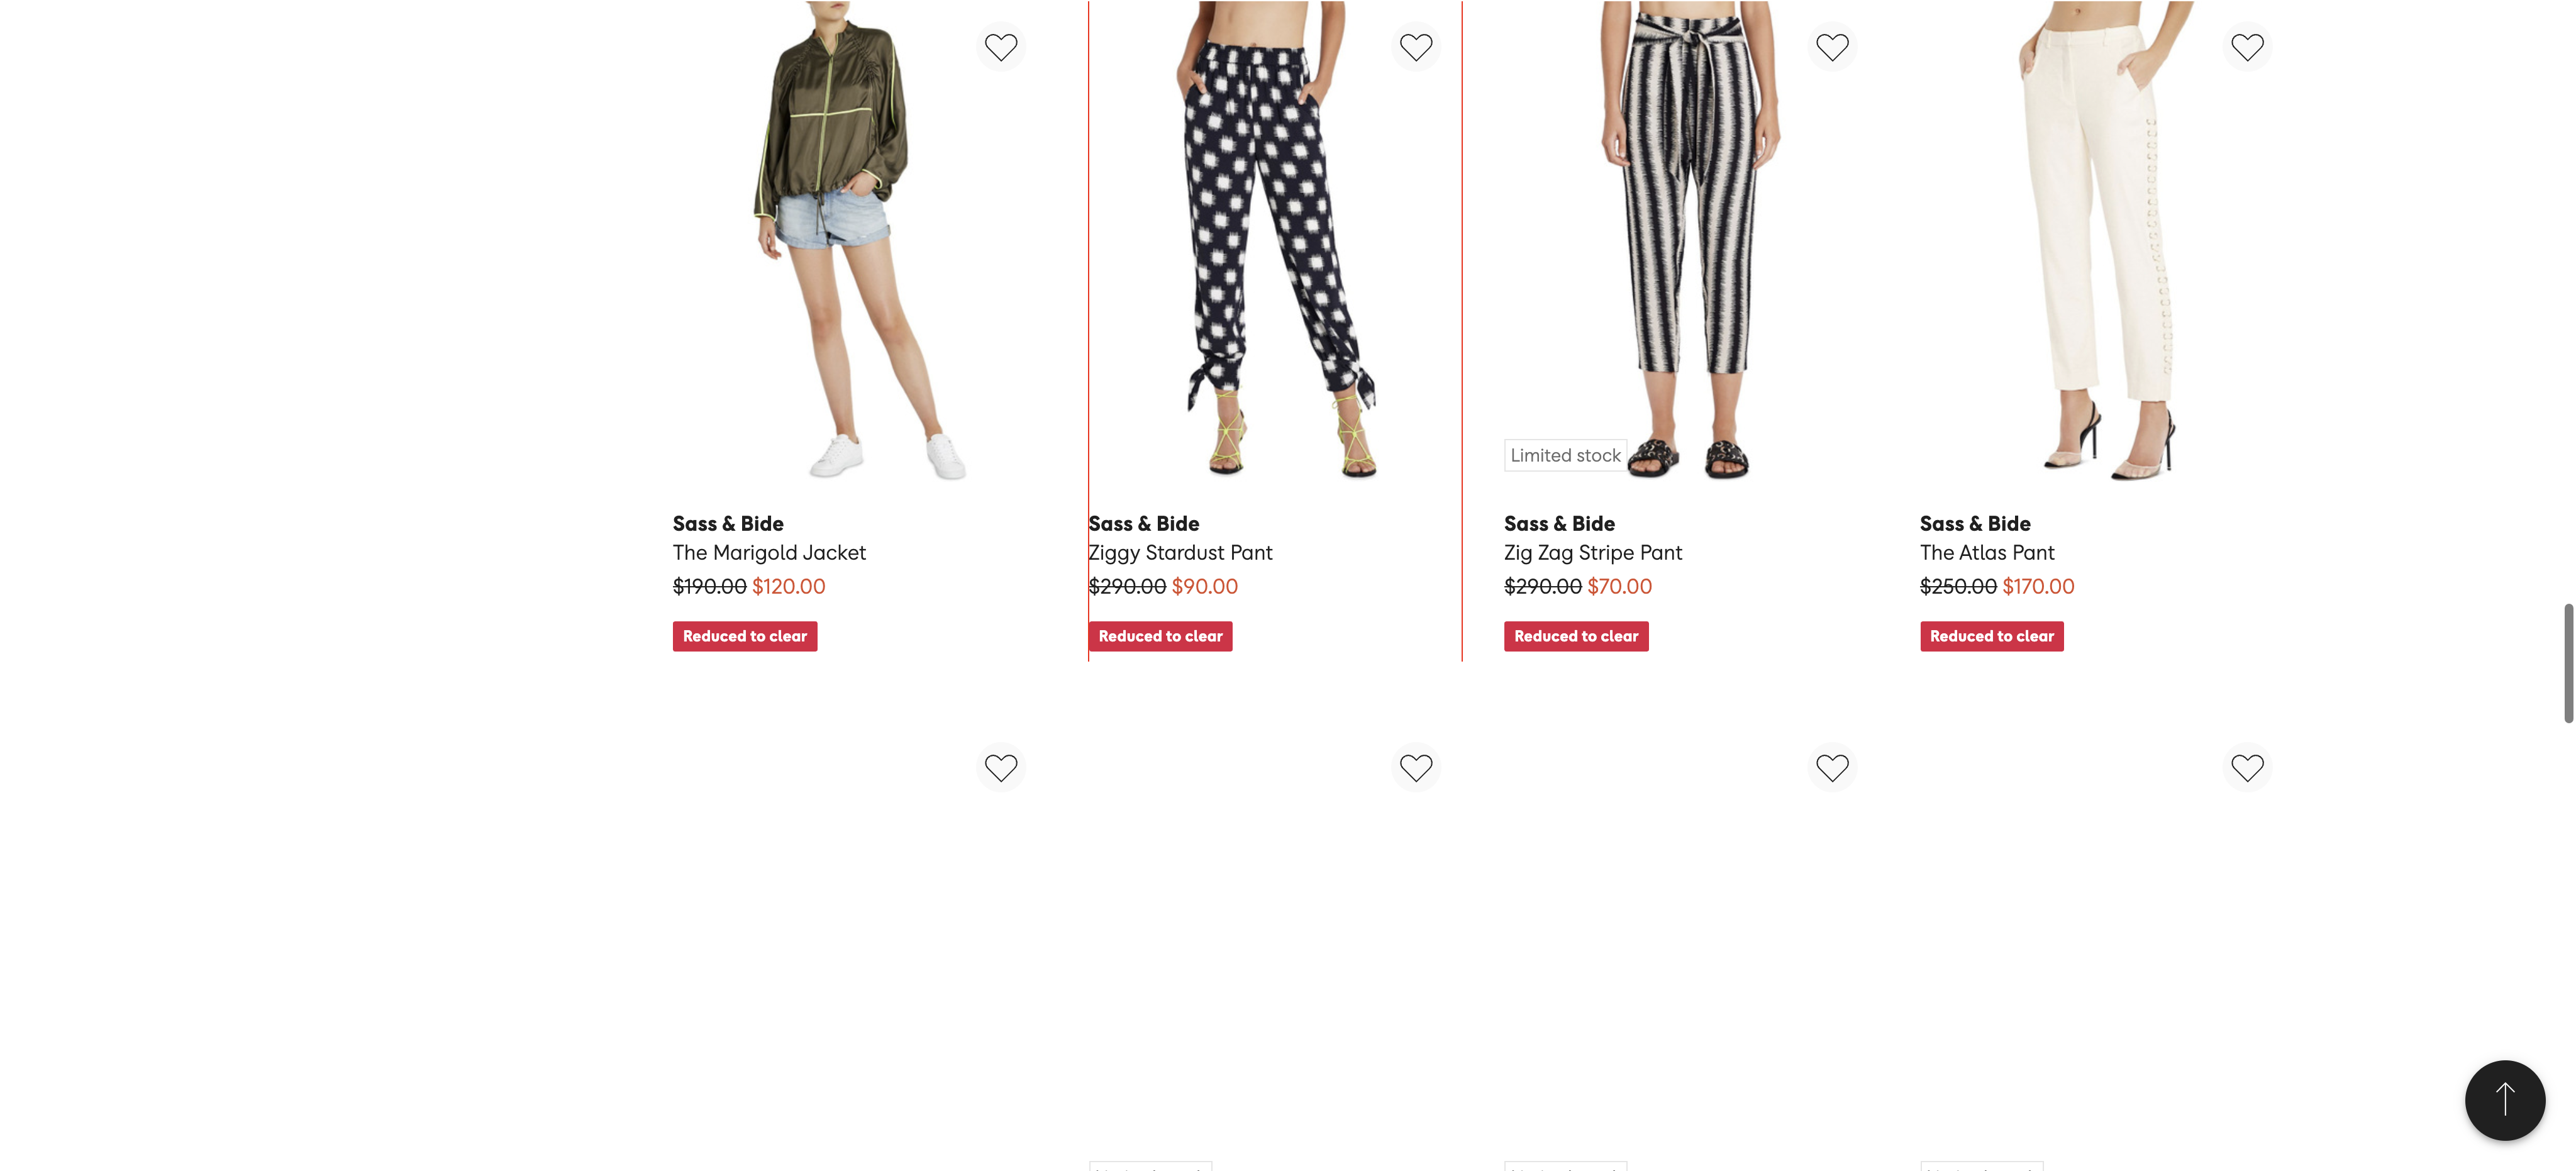 Limited stock
Sass & Bide
The Marigold Jacket
$190.00 $120.00
Reduced to clear
Sass & Bide
Ziggy Stardust Pant
$290.00 $90.00
Reduced to clear
Sass & Bide
Zig Zag Stripe Pant
$290.00 $70.00
Reduced to clear
Sass & Bide
The Atlas Pant
$250.00 $170.00
Reduced to clear